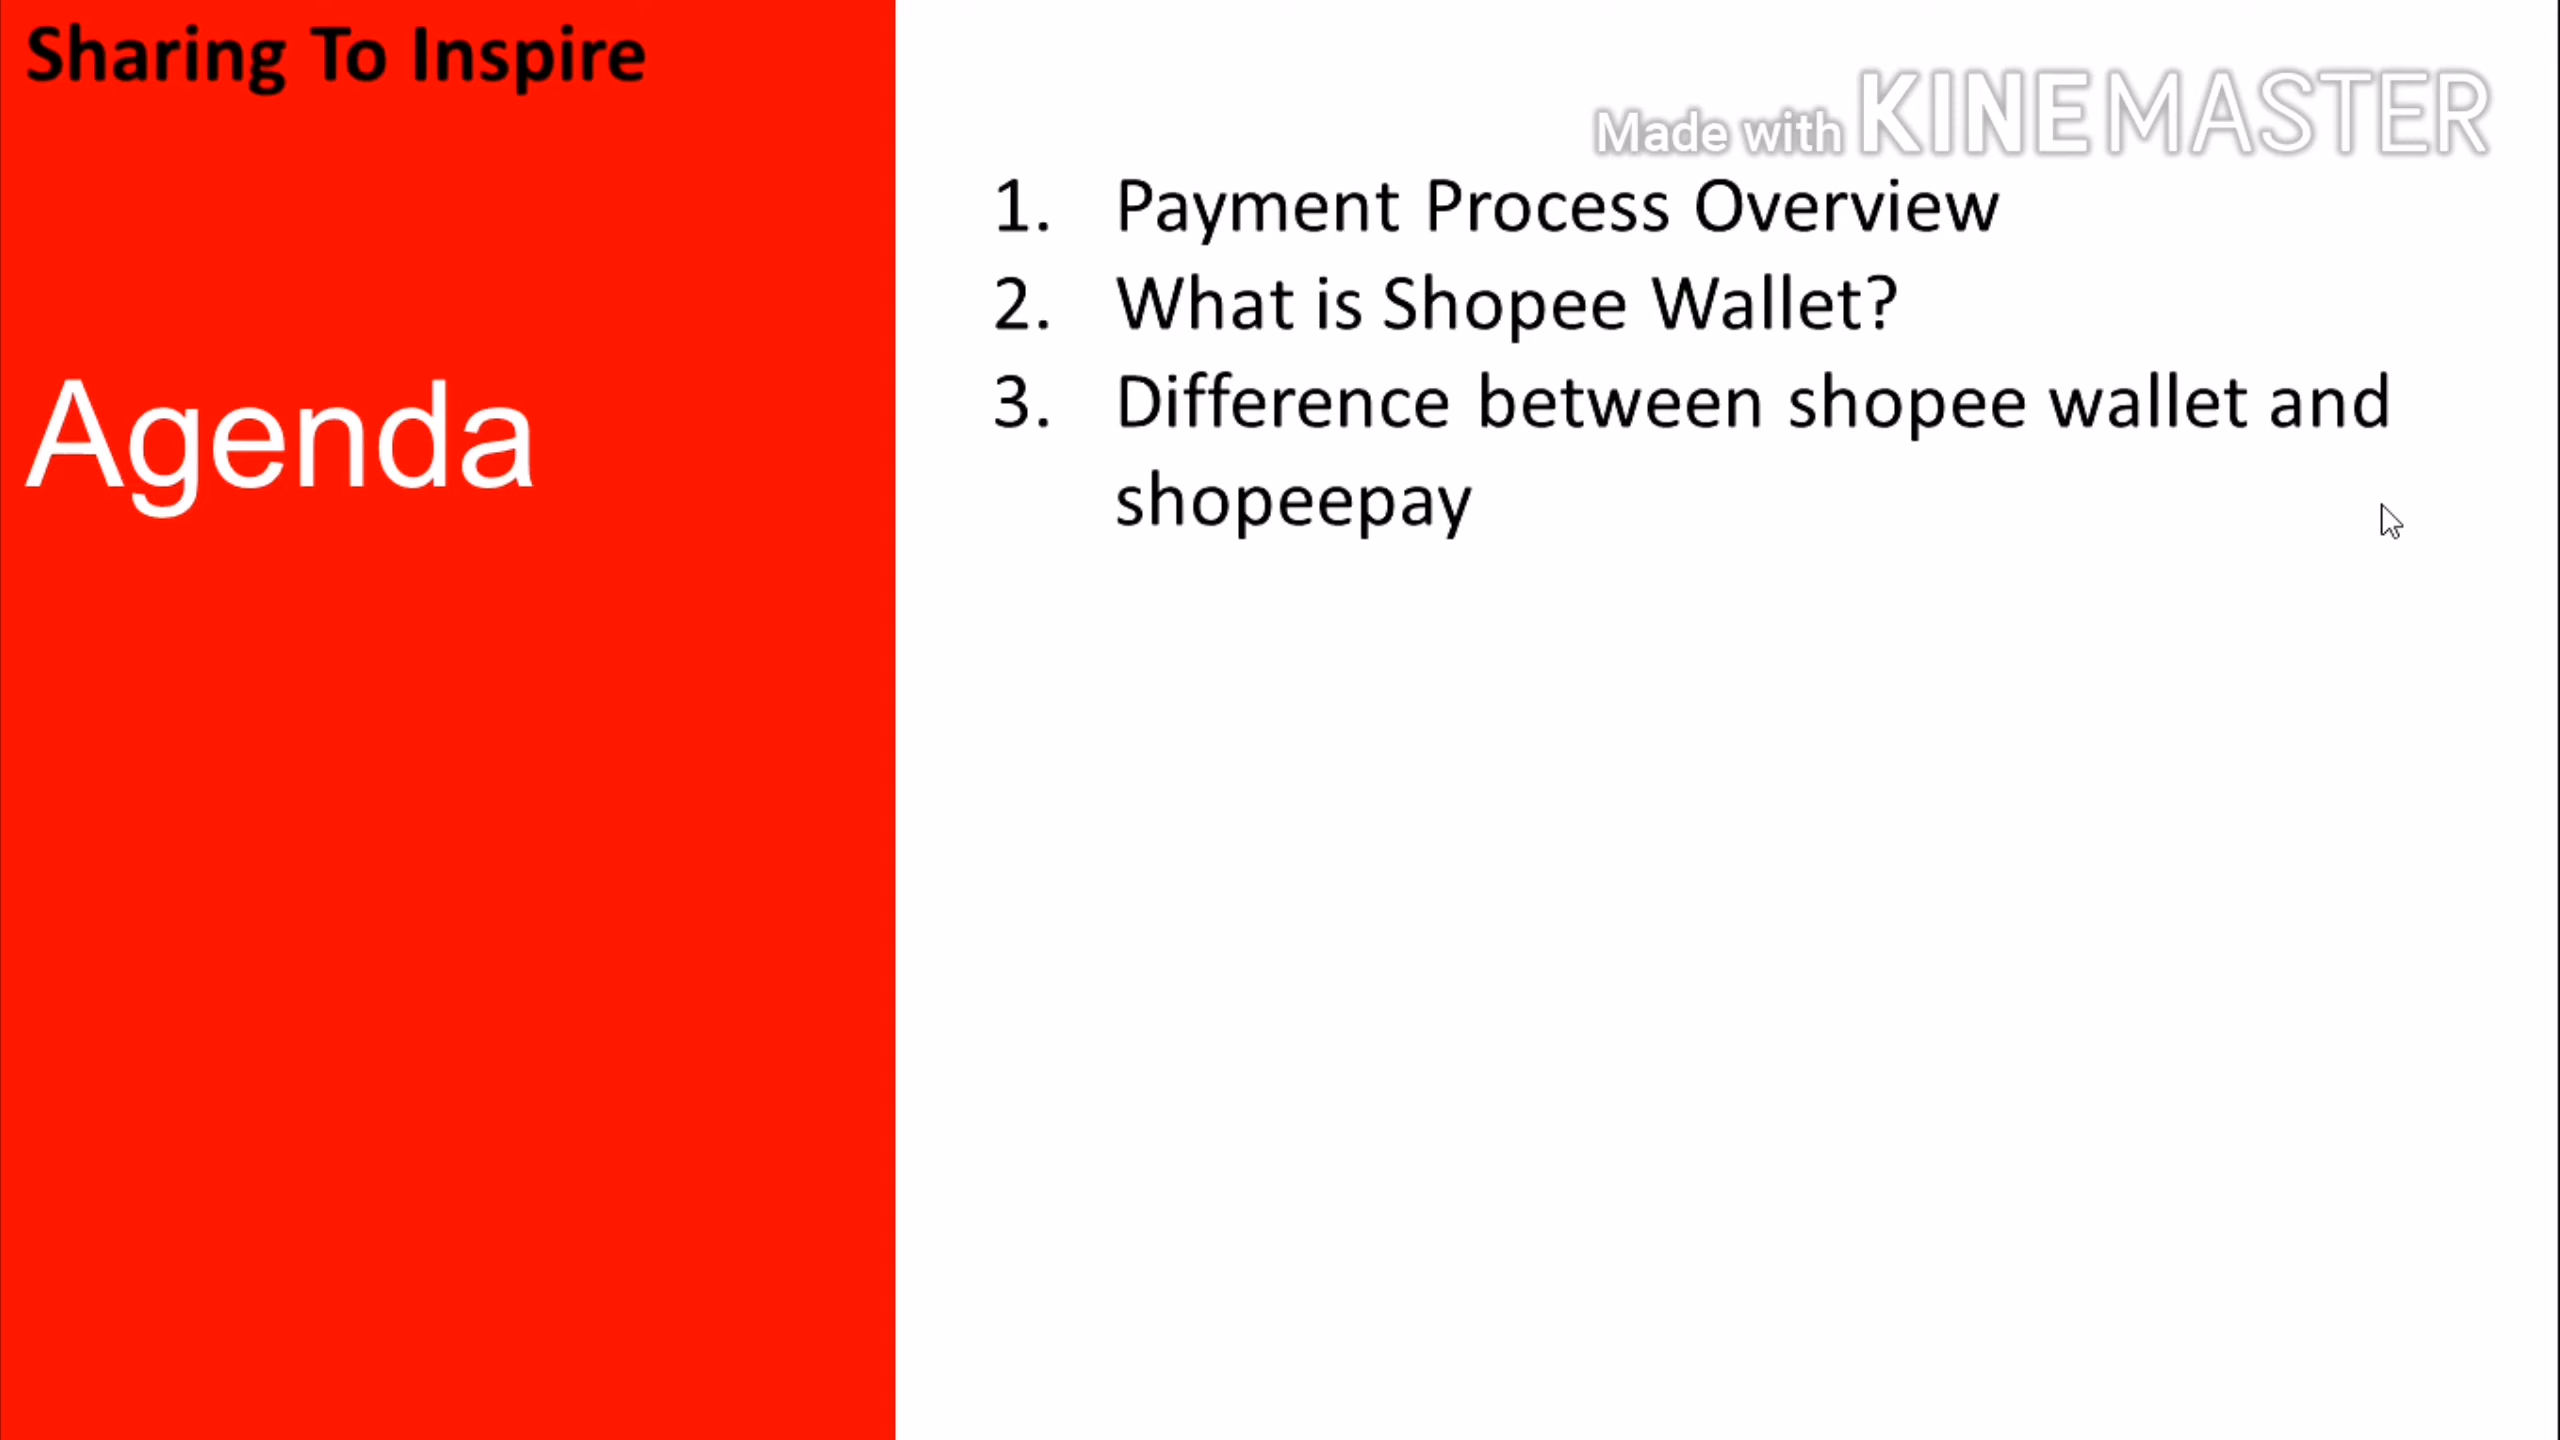 Sharing To Inspire
Made with KINEMASTER
Agenda
1. Payment Process Overview
2. What is Shopee Wallet?
3. Difference between shopee wallet and
shopeepay